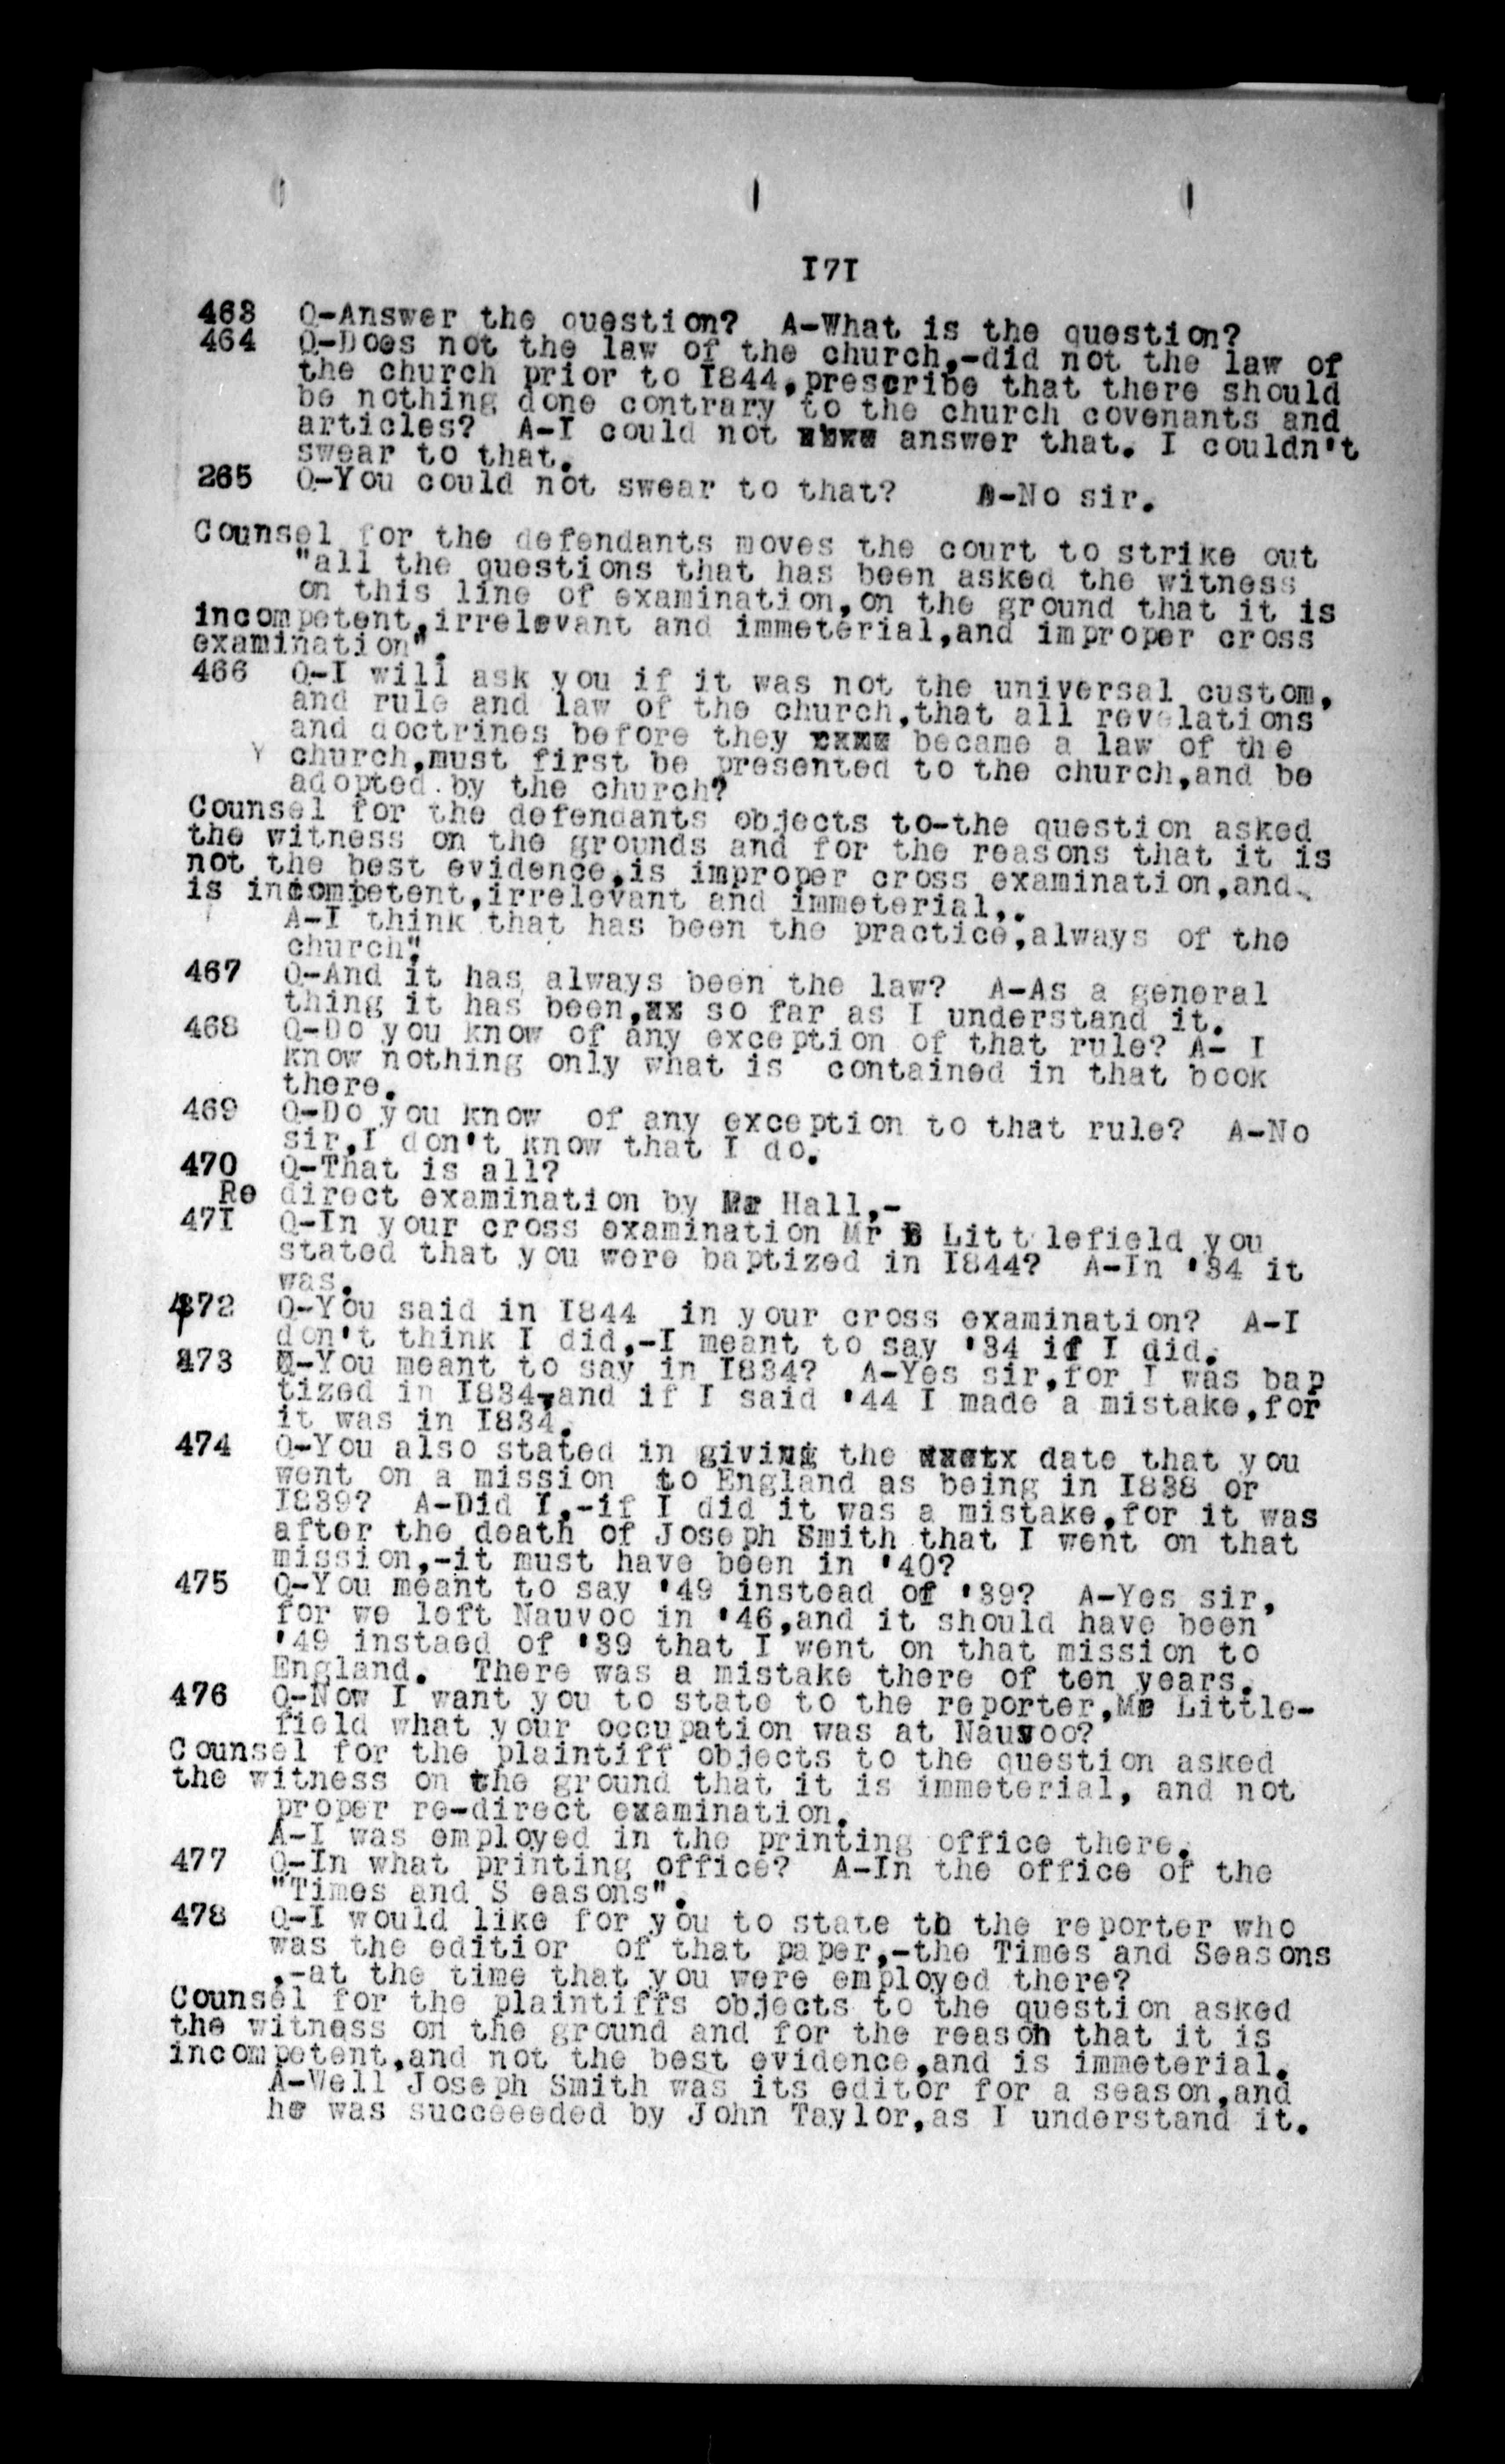 I7I
463 Q-Answer the question? A-What is the question?
464 Q-Does not the law of the church,-did not the law of
the church prior to I844,prescribe that there should
be nothing done contrary to the church covenants and
articles? A-I could not answer that. I couldn't
swear to that.
265 Q-You could not swear to that? A-No sir.
Counsel for the defendants moves the court to strike out
"all the questions that has been asked the witness
on this line of examination,on the ground that it is
incompetent,irrelevant and immeterial,and improper cross
examination".
466 Q-I will ask you if it was not the universal custom,
and rule and law of the church,that all revelations
and doctrines before they became a law of the
church,must first be presented to the church,and be
adopted by the church?
Counsel for the defendants objects to-the question asked
the witness on the grounds and for the reasons that it is
not the best evidence,is improper cross examination,and
is incompetent,irrelevant and immeterial,.
A-I think that has been the practice,always of the
church".
467 Q-And it has always been the law? A-As a general
thing it has been,xx so far as I understand it.
468 Q-Do you know of any exception of that rule? A- I
know nothing only what is contained in that book
there.
469 Q-Do you know of any exception to that rule? A-No
sir,I don't know that I do.
470 Q-That is all?
Re direct examination by Mr Hall,-
47I Q-In your cross examination Mr B Litt lefield you
stated that you were baptized in I844? A-In '34 it
was.
472 Q-You said in I844 in your cross examination? A-I
don't think I did,-I meant to say '34 if I did.
473 Q-You meant to say in I834? A-Yes sir,for I was bap
tized in I834,and if I said '44 I made a mistake,for
it was in I834.
474 Q-You also stated in giving the date that you
went on a mission to England as being in I838 or
I839? A-Did I,-if I did it was a mistake,for it was
after the death of Joseph Smith that I went on that
mission,-it must have been in '40?
475 Q-You meant to say '49 instead of '39? A-Yes sir,
for we left Nauvoo in '46,and it should have been
'49 instaed of '39 that I went on that mission to
England. There was a mistake there of ten years.
476 Q-Now I want you to state to the reporter,Mr Little-
field what your occupation was at Nauvoo?
Counsel for the plaintiff objects to the question asked
the witness on the ground that it is immeterial, and not
proper re-direct examination.
A-I was employed in the printing office there.
477 Q-In what printing office? A-In the office of the
"Times and S easons".
478 Q-I would like for you to state to the reporter who
was the editior of that paper,-the Times and Seasons
,-at the time that you were employed there?
Counsel for the plaintiffs objects to the question asked
the witness on the ground and for the reason that it is
incompetent,and not the best evidence,and is immeterial.
A-Well Joseph Smith was its editor for a season,and
he was succeeeded by John Taylor,as I understand it.